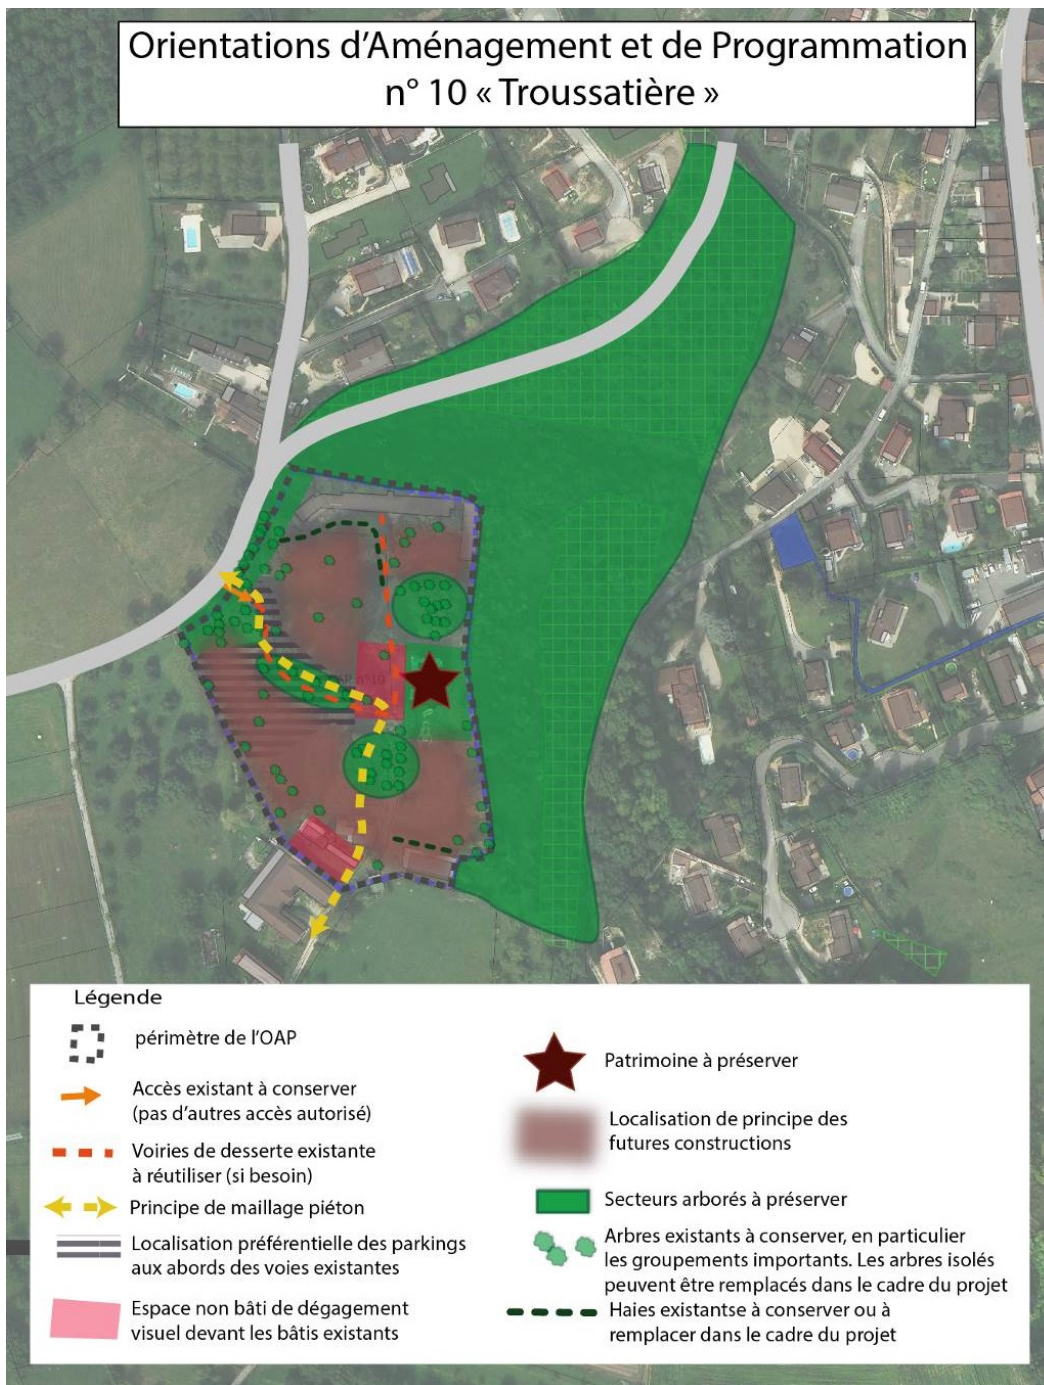 Orientations d'Aménagement et de Programmation
n° 10 « Troussatière »
OAP n°10
Légende
périmètre de l'OAP
Accès existant à conserver
(pas d'autres accès autorisé)
Voiries de desserte existante
à réutiliser (si besoin)
Principe de maillage piéton
Localisation préférentielle des parkings
aux abords des voies existantes
Espace non bâti de dégagement
visuel devant les bâtis existants
Patrimoine à préserver
Localisation de principe des
futures constructions
Secteurs arborés à préserver
Arbres existants à conserver, en particulier
les groupements importants. Les arbres isolés
peuvent être remplacés dans le cadre du projet
Haies existantse à conserver ou à
remplacer dans le cadre du projet